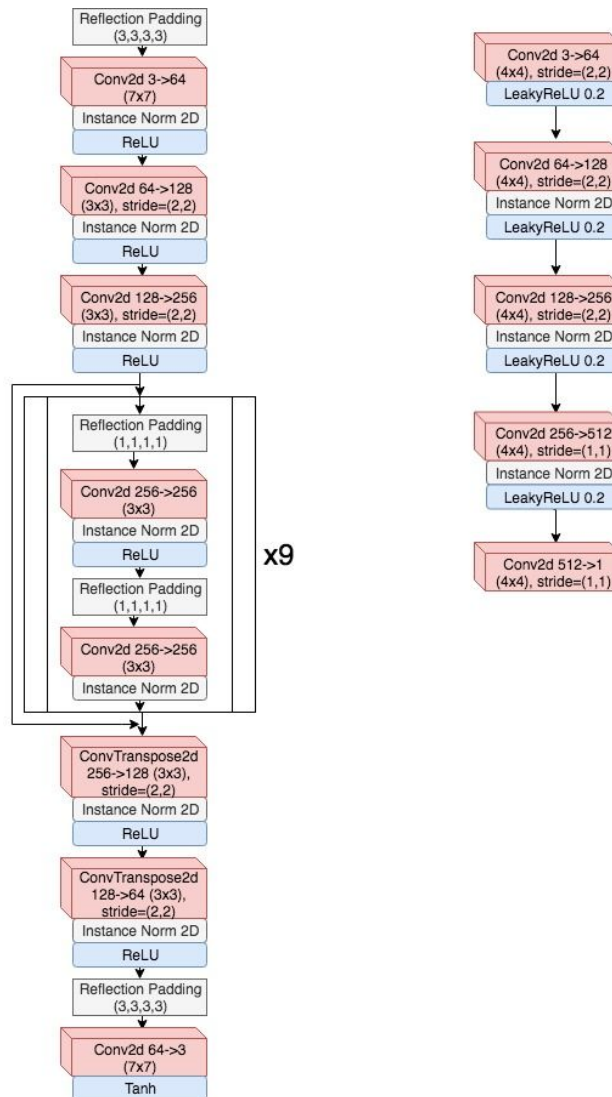 Reflection Padding
(3,3,3,3)
Conv2d 3->64
(7x7)
Instance Norm 2D
ReLU
Conv2d 64->128
(3x3), stride=(2,2)
Instance Norm 2D
ReLU
Conv2d 128->256
(3x3), stride=(2,2)
Instance Norm 2D
ReLU
Reflection Padding
(1,1,1,1)
Conv2d 256->256
(3x3)
Instance Norm 2D
ReLU
Reflection Padding
(1,1,1,1)
Conv2d 256->256
(3x3)
Instance Norm 2D
x9
ConvTranspose2d
256->128 (3x3),
stride=(2,2)
Instance Norm 2D
ReLU
ConvTranspose2d
128->64 (3x3),
stride=(2,2)
Instance Norm 2D
ReLU
Reflection Padding
(3,3,3,3)
Conv2d 64->3
(7x7)
Tanh
Conv2d 3->64
(4x4), stride=(2,2)
LeakyReLU 0.2
Conv2d 64->128
(4x4), stride=(2,2)
Instance Norm 2D
LeakyReLU 0.2
Conv2d 128->256
(4x4), stride=(2,2)
Instance Norm 2D
LeakyReLU 0.2
Conv2d 256->512
(4x4), stride=(1,1)
Instance Norm 2D
LeakyReLU 0.2
Conv2d 512->1
(4x4), stride=(1,1)